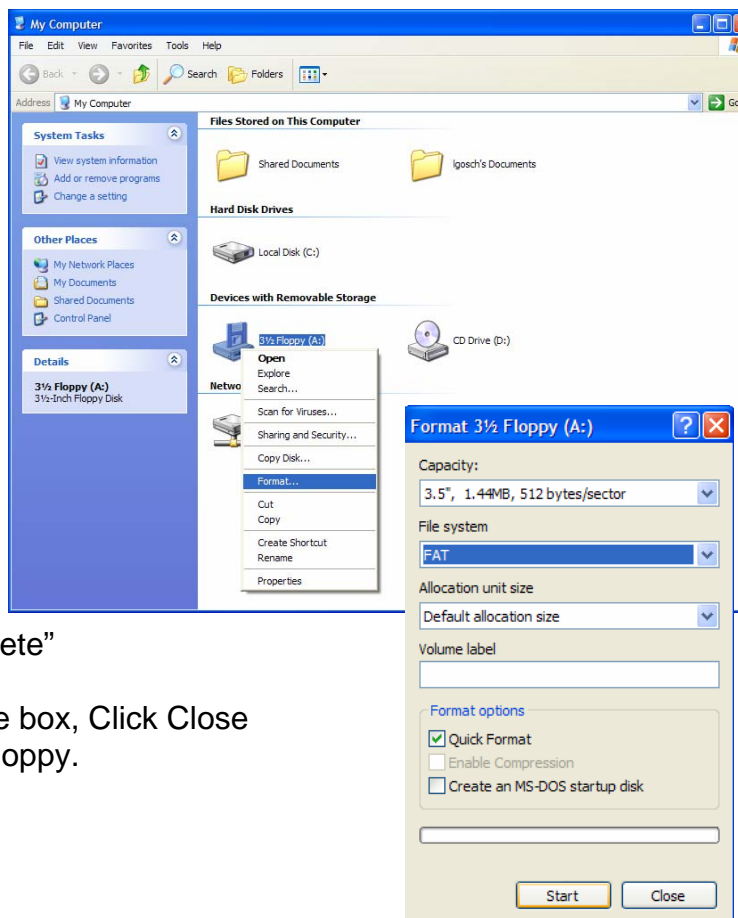 My Computer
File Edit View Favorites Tools Help
Back Search Folders
Address My Computer
System Tasks
View system information
Add or remove programs
Change a setting
Other Places
My Network Places
My Documents
Shared Documents
Control Panel
Details
3½ Floppy (A:)
3½-Inch Floppy Disk
Files Stored on This Computer
Shared Documents lgosch's Documents
Hard Disk Drives
Local Disk (C:)
Devices with Removable Storage
3½ Floppy (A:) CD Drive (D:)
Netwo
Open
Explore
Search...
Scan for Viruses...
Sharing and Security...
Copy Disk...
Format...
Cut
Copy
Create Shortcut
Rename
Properties
Format 3½ Floppy (A:)
Capacity:
3.5", 1.44MB, 512 bytes/sector
File system
FAT
Allocation unit size
Default allocation size
Volume label
Format options
Quick Format
Enable Compression
Create an MS-DOS startup disk
Start Close
ete”
e box, Click Close
oppy.